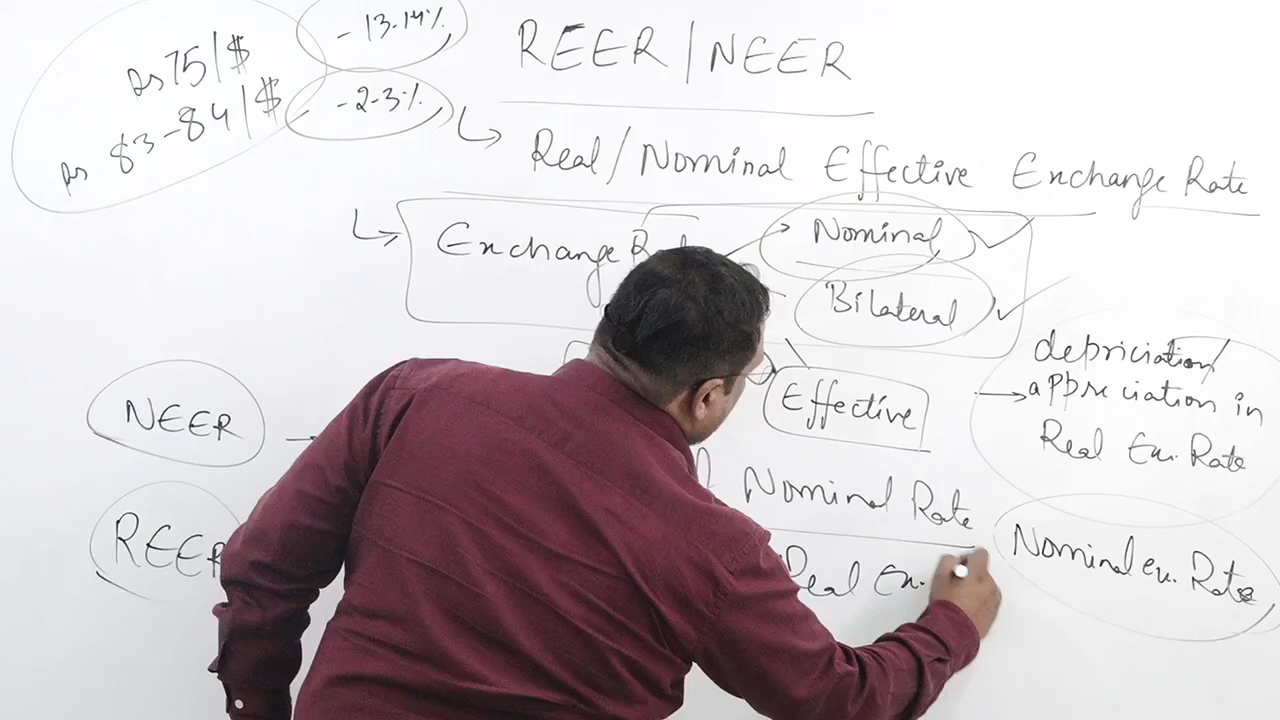 Rs 75/$
- 13-14%
Rs 83-84/$
- 2-3%
REER/NEER
Real/Nominal Effective Exchange Rate
Exchange
Nominal
Bilateral
Effective
NEER
REER
Nominal Rate
Real Ex.
depriciation/
appreciation in
Real Ex. Rate
Nominal ex. Rate